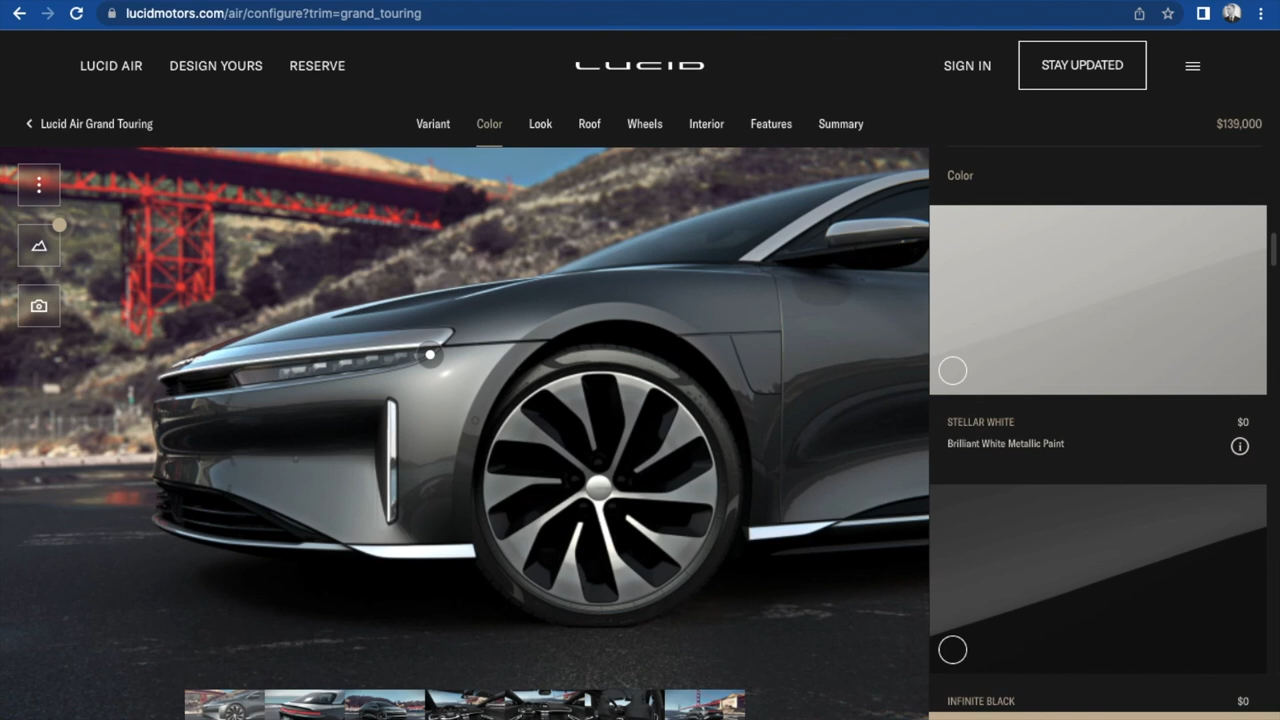 lucidmotors.com/air/configure?trim=grand_touring
LUCID AIR DESIGN YOURS RESERVE LUCID SIGN IN STAY UPDATED
Lucid Air Grand Touring Variant Color Look Roof Wheels Interior Features Summary $139,000
Color
STELLAR WHITE $0
Brilliant White Metallic Paint
INFINITE BLACK $0